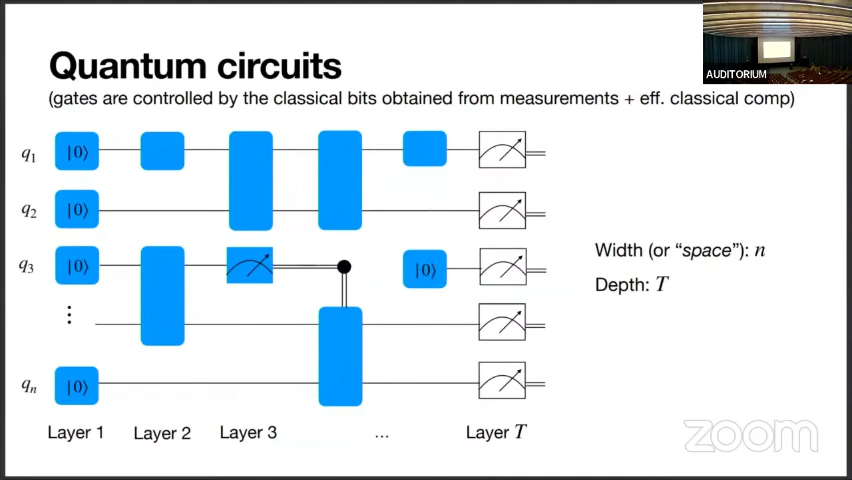 AUDITORIUM
Quantum circuits
(gates are controlled by the classical bits obtained from measurements + eff. classical comp)
q₁ |0⟩
q₂ |0⟩
q₃ |0⟩ |0⟩
⋮
qₙ |0⟩
Width (or “space”): n
Depth: T
Layer 1 Layer 2 Layer 3 ... Layer T
zoom